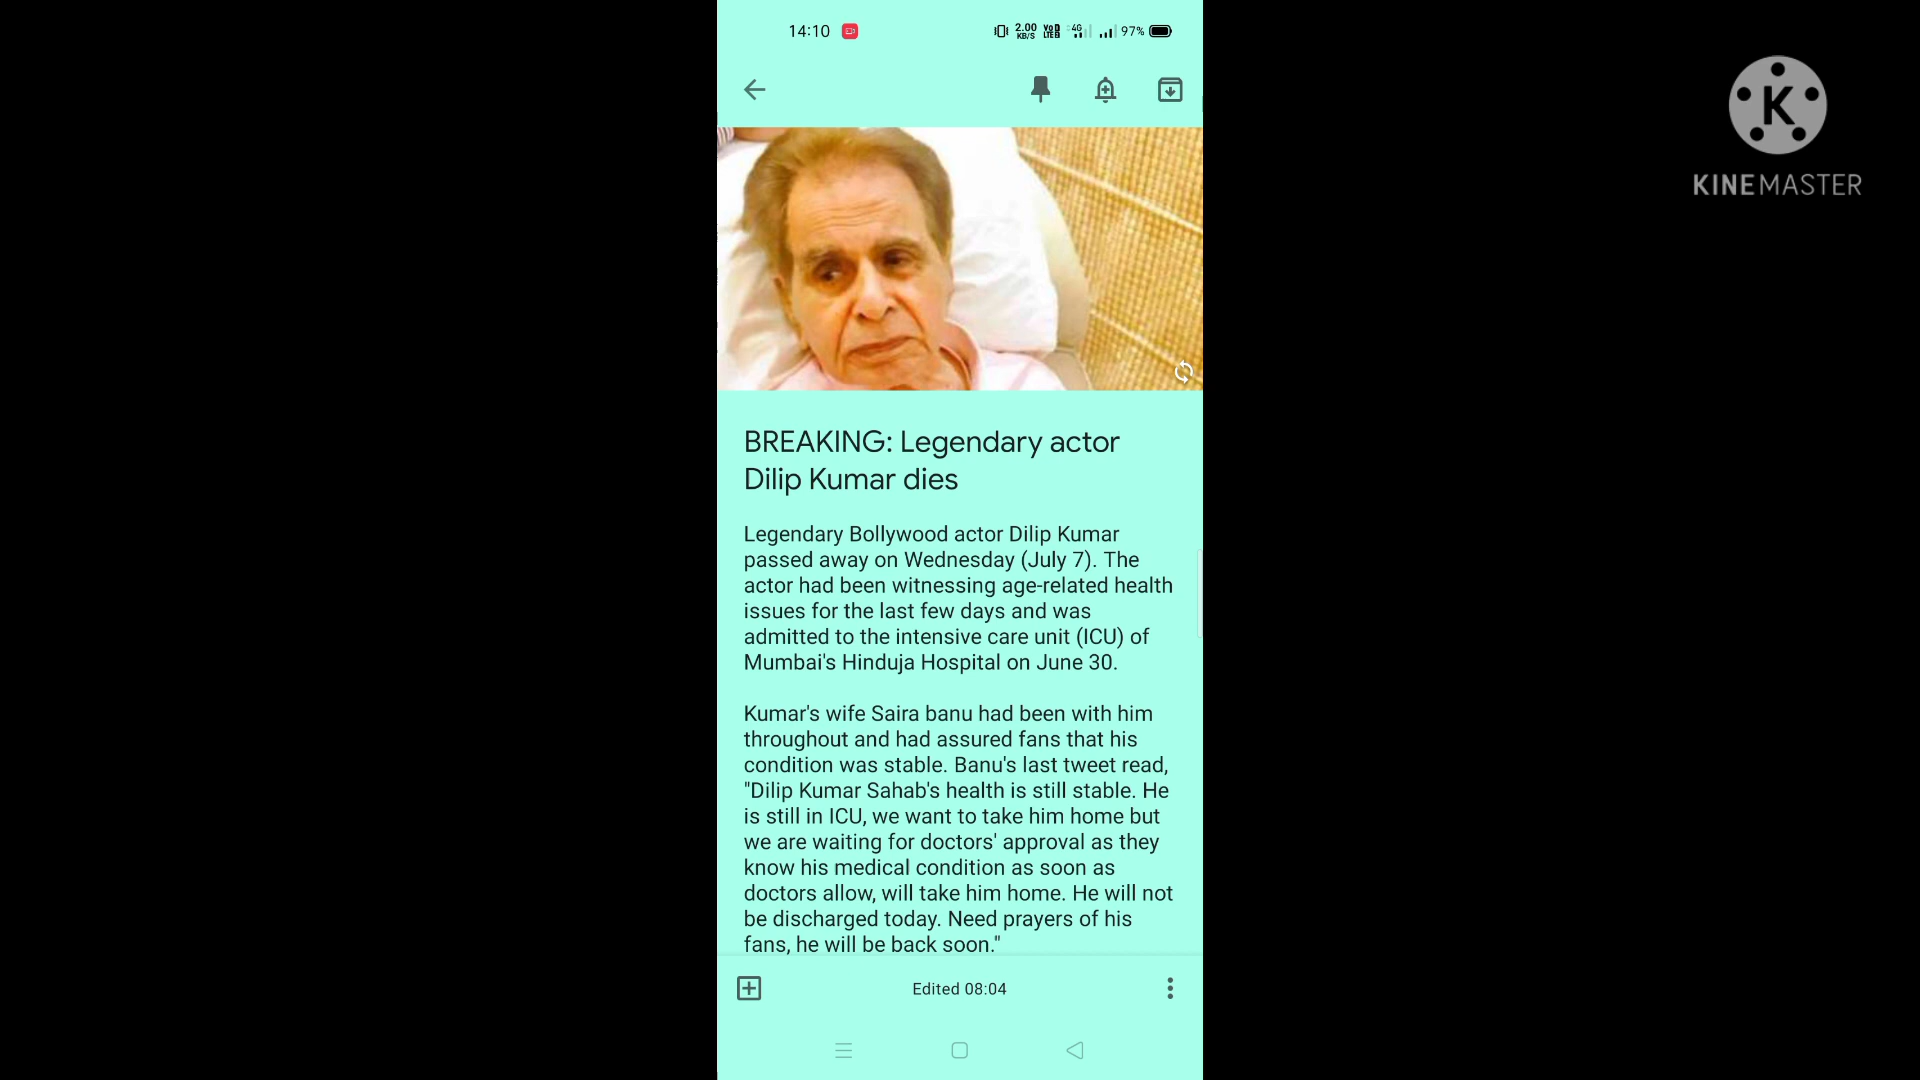 14:10
2.00
KB/S
VoD
LTE2
4G
97%
K
KINEMASTER
BREAKING: Legendary actor
Dilip Kumar dies
Legendary Bollywood actor Dilip Kumar
passed away on Wednesday (July 7). The
actor had been witnessing age-related health
issues for the last few days and was
admitted to the intensive care unit (ICU) of
Mumbai's Hinduja Hospital on June 30.
Kumar's wife Saira banu had been with him
throughout and had assured fans that his
condition was stable. Banu's last tweet read,
"Dilip Kumar Sahab's health is still stable. He
is still in ICU, we want to take him home but
we are waiting for doctors' approval as they
know his medical condition as soon as
doctors allow, will take him home. He will not
be discharged today. Need prayers of his
fans, he will be back soon."
Edited 08:04